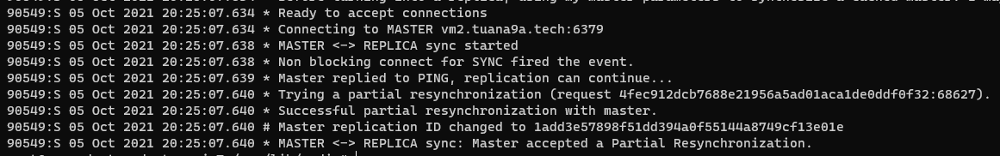 90549:S 05 Oct 2021 20:25:07.634 * Ready to accept connections
90549:S 05 Oct 2021 20:25:07.634 * Connecting to MASTER vm2.tuana9a.tech:6379
90549:S 05 Oct 2021 20:25:07.638 * MASTER <-> REPLICA sync started
90549:S 05 Oct 2021 20:25:07.638 * Non blocking connect for SYNC fired the event.
90549:S 05 Oct 2021 20:25:07.639 * Master replied to PING, replication can continue...
90549:S 05 Oct 2021 20:25:07.640 * Trying a partial resynchronization (request 4fec912dcb7688e21956a5ad01aca1de0ddf0f32:68627).
90549:S 05 Oct 2021 20:25:07.640 * Successful partial resynchronization with master.
90549:S 05 Oct 2021 20:25:07.640 # Master replication ID changed to 1add3e57898f51dd394a0f55144a8749cf13e01e
90549:S 05 Oct 2021 20:25:07.640 * MASTER <-> REPLICA sync: Master accepted a Partial Resynchronization.